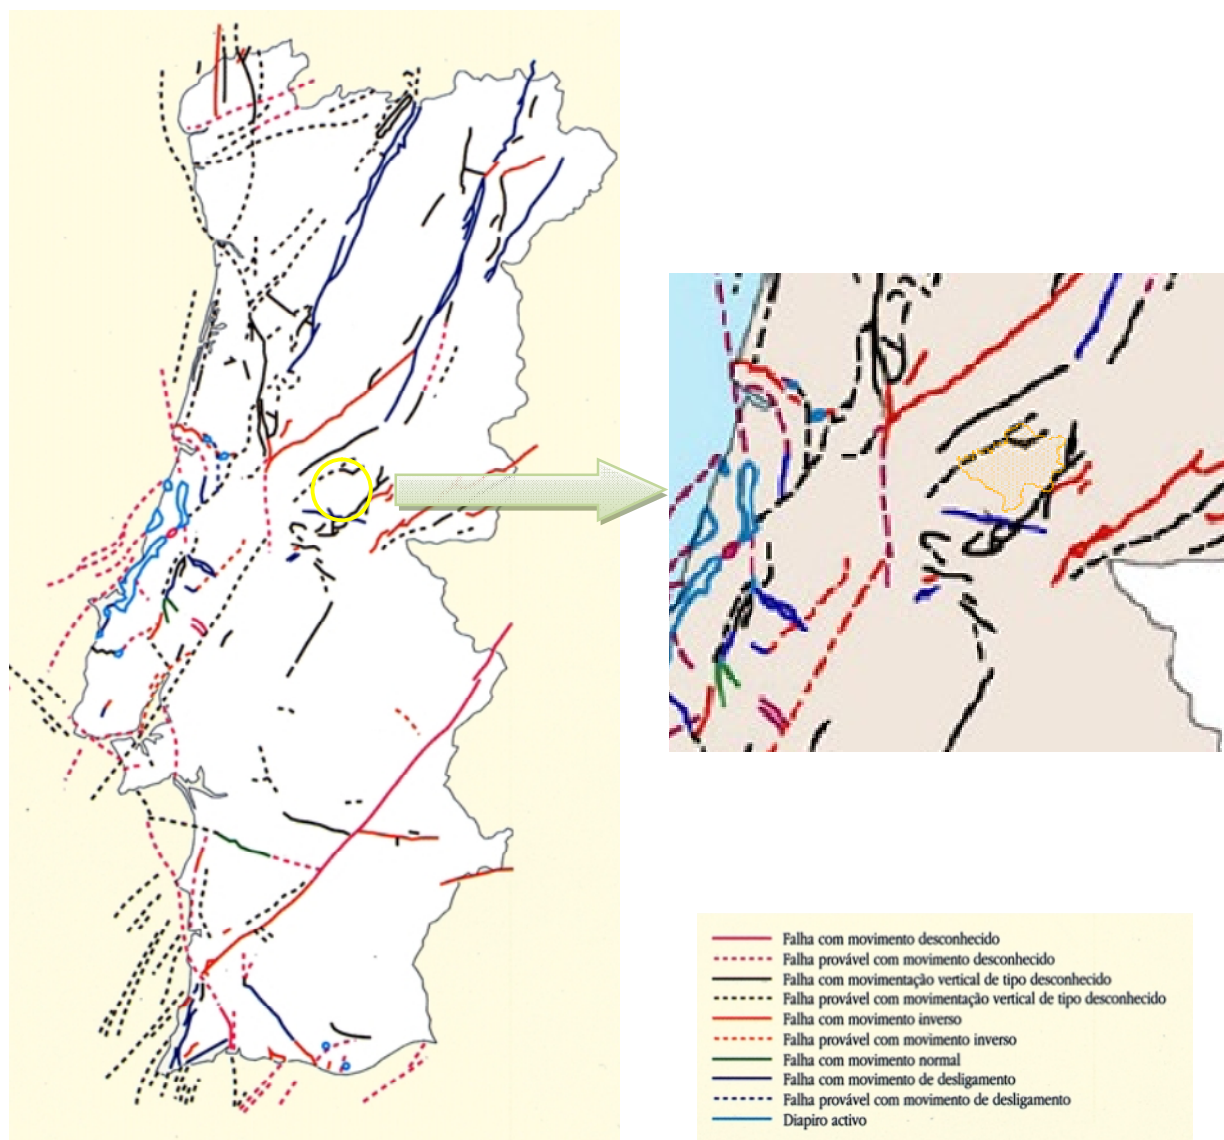 Falha com movimento desconhecido
Falha provável com movimento desconhecido
Falha com movimentação vertical de tipo desconhecido
Falha provável com movimentação vertical de tipo desconhecido
Falha com movimento inverso
Falha provável com movimento inverso
Falha com movimento normal
Falha com movimento de desligamento
Falha provável com movimento de desligamento
Diapiro activo